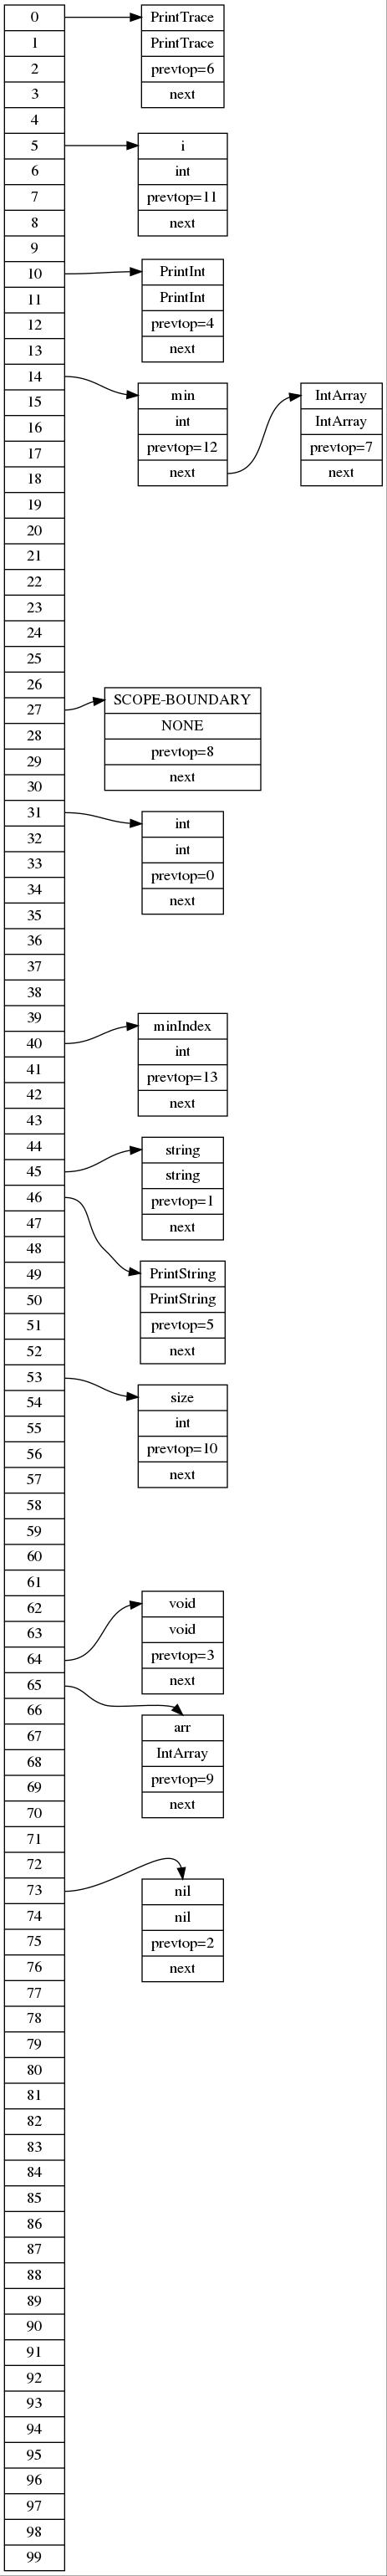 0
1
2
3
4
5
6
7
8
9
10
11
12
13
14
15
16
17
18
19
20
21
22
23
24
25
26
27
28
29
30
31
32
33
34
35
36
37
38
39
40
41
42
43
44
45
46
47
48
49
50
51
52
53
54
55
56
57
58
59
60
61
62
63
64
65
66
67
68
69
70
71
72
73
74
75
76
77
78
79
80
81
82
83
84
85
86
87
88
89
90
91
92
93
94
95
96
97
98
99
PrintTrace
PrintTrace
prevtop=6
next
i
int
prevtop=11
next
PrintInt
PrintInt
prevtop=4
next
min
int
prevtop=12
next
IntArray
IntArray
prevtop=7
next
SCOPE-BOUNDARY
NONE
prevtop=8
next
int
int
prevtop=0
next
minIndex
int
prevtop=13
next
string
string
prevtop=1
next
PrintString
PrintString
prevtop=5
next
size
int
prevtop=10
next
void
void
prevtop=3
next
arr
IntArray
prevtop=9
next
nil
nil
prevtop=2
next